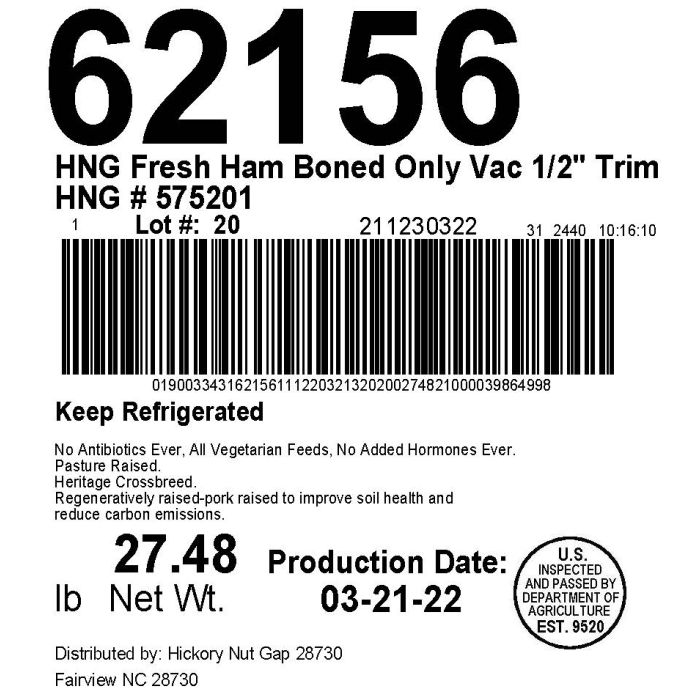 62156
HNG Fresh Ham Boned Only Vac 1/2" Trim
HNG # 575201
1 Lot #: 20 211230322 31 2440 10:16:10
019003343162156111220321320200274821000039864998
Keep Refrigerated
No Antibiotics Ever, All Vegetarian Feeds, No Added Hormones Ever.
Pasture Raised.
Heritage Crossbreed.
Regeneratively raised-pork raised to improve soil health and
reduce carbon emissions.
27.48
lb Net Wt.
Production Date:
03-21-22
U.S.
INSPECTED
AND PASSED BY
DEPARTMENT OF
AGRICULTURE
EST. 9520
Distributed by: Hickory Nut Gap 28730
Fairview NC 28730